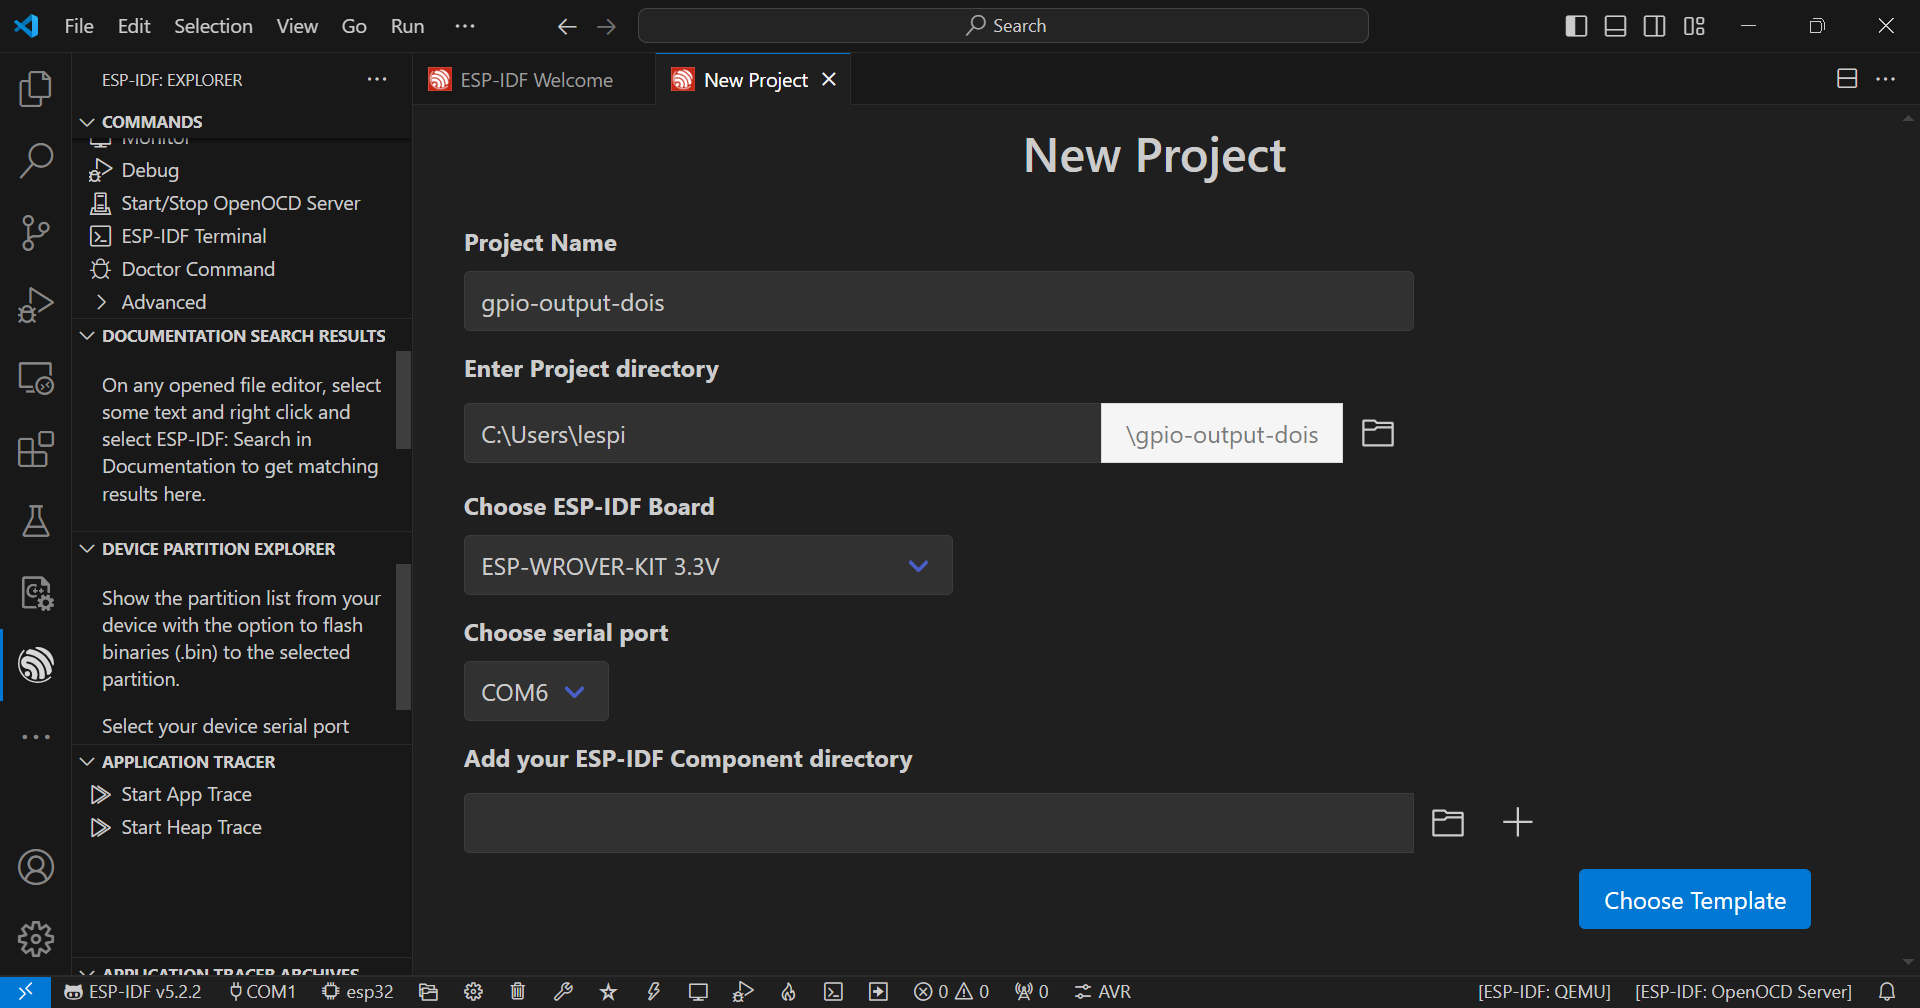 File Edit Selection View Go Run ···
Search
ESP-IDF: EXPLORER
ESP-IDF Welcome
New Project
COMMANDS
Monitor
Debug
Start/Stop OpenOCD Server
ESP-IDF Terminal
Doctor Command
Advanced
DOCUMENTATION SEARCH RESULTS
On any opened file editor, select
some text and right click and
select ESP-IDF: Search in
Documentation to get matching
results here.
DEVICE PARTITION EXPLORER
Show the partition list from your
device with the option to flash
binaries (.bin) to the selected
partition.
Select your device serial port
APPLICATION TRACER
Start App Trace
Start Heap Trace
APPLICATION TRACER ARCHIVES
New Project
Project Name
gpio-output-dois
Enter Project directory
C:\Users\lespi
\gpio-output-dois
Choose ESP-IDF Board
ESP-WROVER-KIT 3.3V
Choose serial port
COM6
Add your ESP-IDF Component directory
Choose Template
ESP-IDF v5.2.2 COM1 esp32 0 0 0 AVR [ESP-IDF: QEMU] [ESP-IDF: OpenOCD Server]